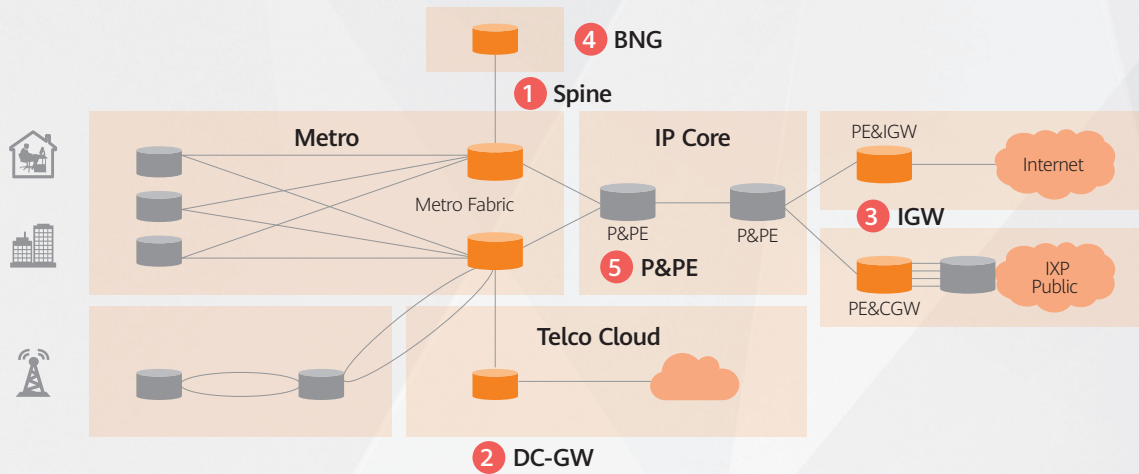 4 BNG
1 Spine
Metro
IP Core
PE&IGW
Internet
Metro Fabric
P&PE
P&PE
3 IGW
5 P&PE
IXP
Public
PE&CGW
Telco Cloud
2 DC-GW